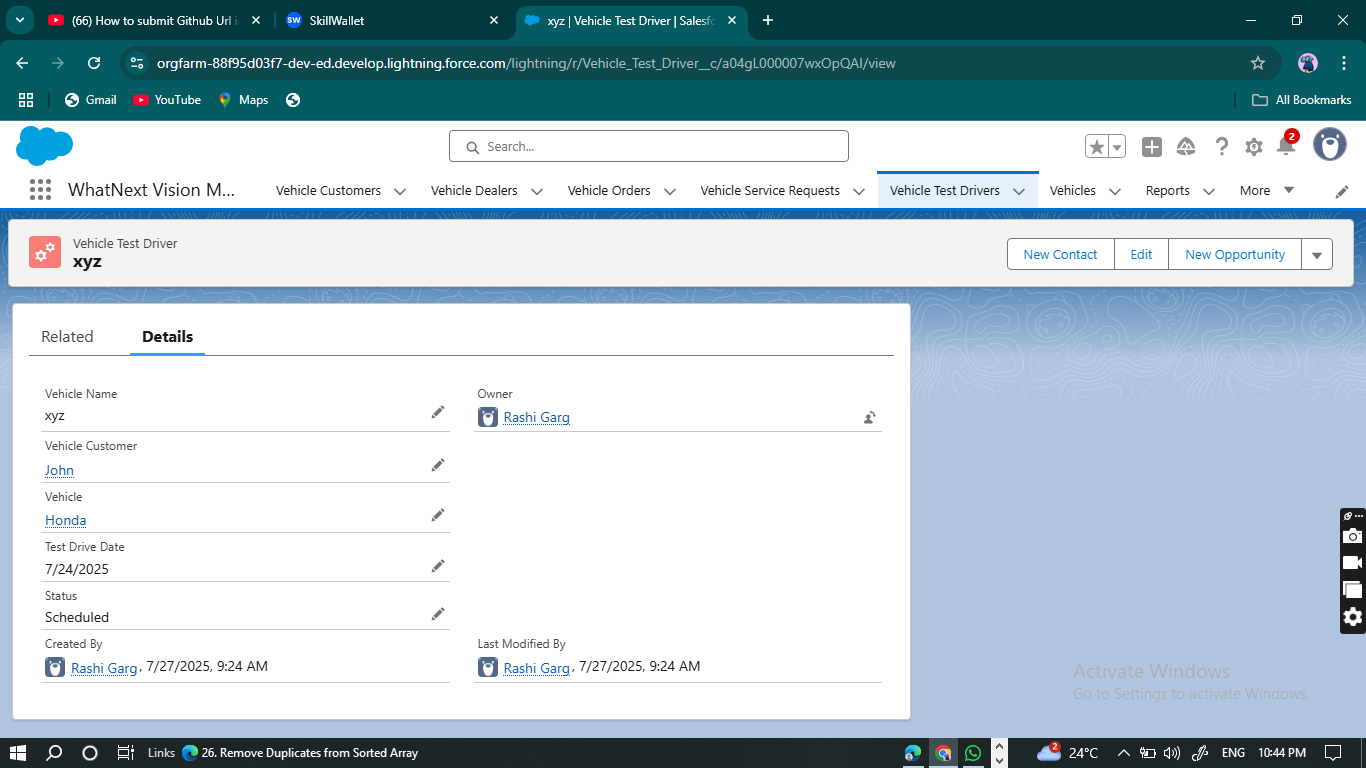 (66) How to submit Github Url i
SkillWallet
xyz | Vehicle Test Driver | Salesfo
orgfarm-88f95d03f7-dev-ed.develop.lightning.force.com/lightning/r/Vehicle_Test_Driver__c/a04gL000007wxOpQAI/view
Gmail
YouTube
Maps
All Bookmarks
Search...
2
WhatNext Vision M...
Vehicle Customers
Vehicle Dealers
Vehicle Orders
Vehicle Service Requests
Vehicle Test Drivers
Vehicles
Reports
More
Vehicle Test Driver
xyz
New Contact
Edit
New Opportunity
Related
Details
Vehicle Name
xyz
Owner
Rashi Garg
Vehicle Customer
John
Vehicle
Honda
Test Drive Date
7/24/2025
Status
Scheduled
Created By
Rashi Garg, 7/27/2025, 9:24 AM
Last Modified By
Rashi Garg, 7/27/2025, 9:24 AM
Activate Windows
Go to Settings to activate Windows.
Links
26. Remove Duplicates from Sorted Array
2
24°C
ENG
10:44 PM